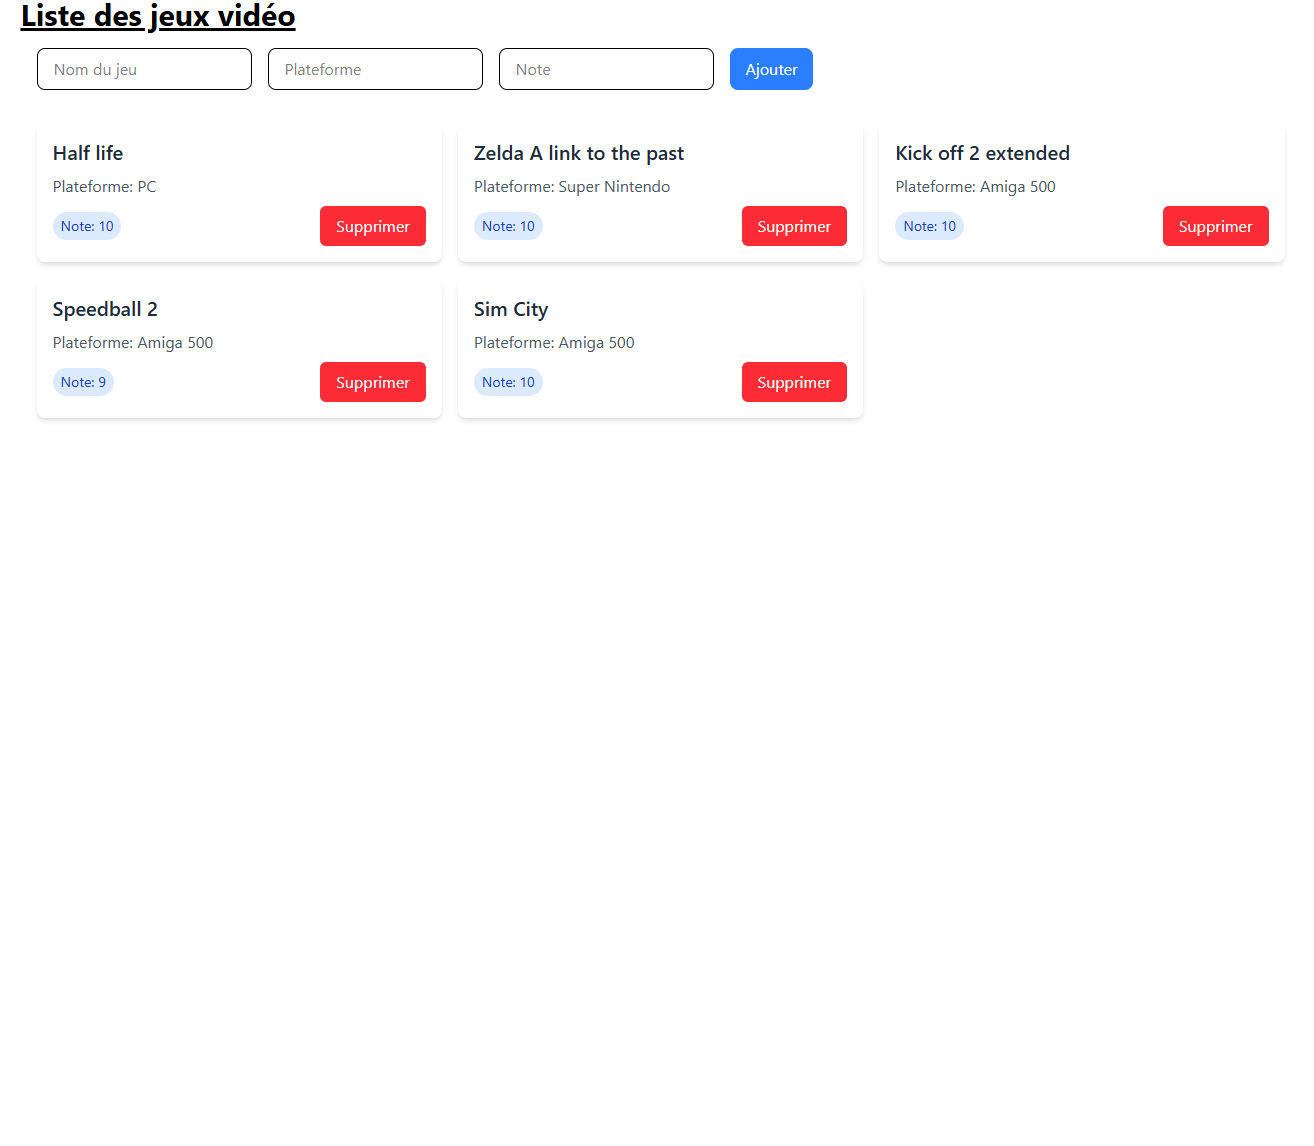 Liste des jeux vidéo
Nom du jeu
Plateforme
Note
Ajouter
Half life
Plateforme: PC
Note: 10
Supprimer
Zelda A link to the past
Plateforme: Super Nintendo
Note: 10
Supprimer
Kick off 2 extended
Plateforme: Amiga 500
Note: 10
Supprimer
Speedball 2
Plateforme: Amiga 500
Note: 9
Supprimer
Sim City
Plateforme: Amiga 500
Note: 10
Supprimer